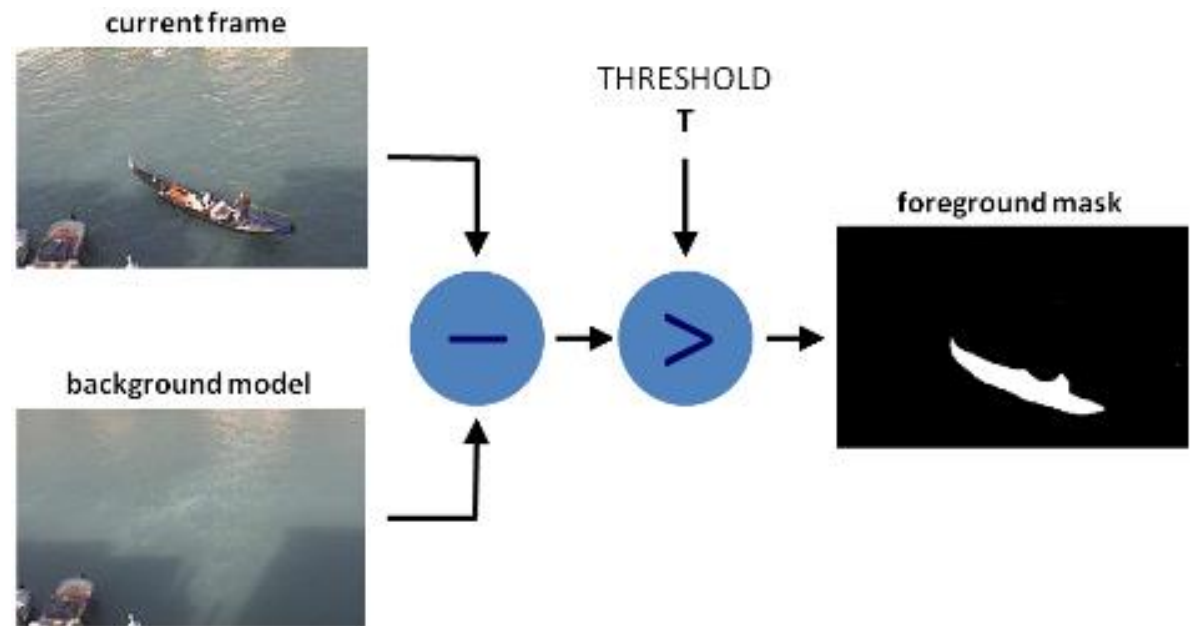 current frame
THRESHOLD
T
foreground mask
−
>
background model